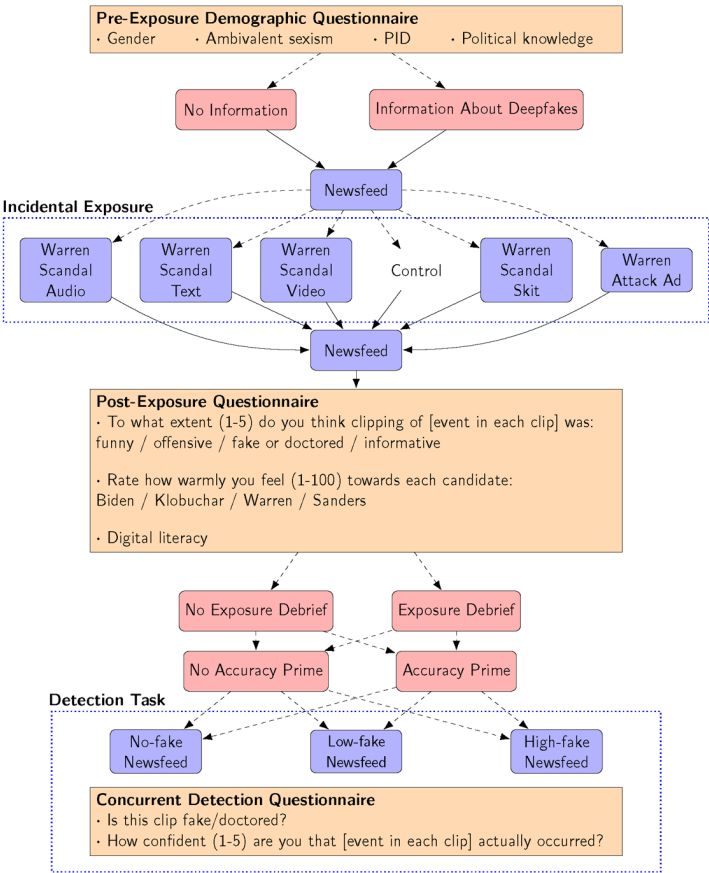 Pre-Exposure Demographic Questionnaire
· Gender · Ambivalent sexism · PID · Political knowledge
No Information
Information About Deepfakes
Newsfeed
Incidental Exposure
Warren
Scandal
Audio
Warren
Scandal
Text
Warren
Scandal
Video
Control
Warren
Scandal
Skit
Warren
Attack Ad
Newsfeed
Post-Exposure Questionnaire
· To what extent (1-5) do you think clipping of [event in each clip] was:
funny / offensive / fake or doctored / informative
· Rate how warmly you feel (1-100) towards each candidate:
Biden / Klobuchar / Warren / Sanders
· Digital literacy
No Exposure Debrief
Exposure Debrief
No Accuracy Prime
Accuracy Prime
Detection Task
No-fake
Newsfeed
Low-fake
Newsfeed
High-fake
Newsfeed
Concurrent Detection Questionnaire
· Is this clip fake/doctored?
· How confident (1-5) are you that [event in each clip] actually occurred?